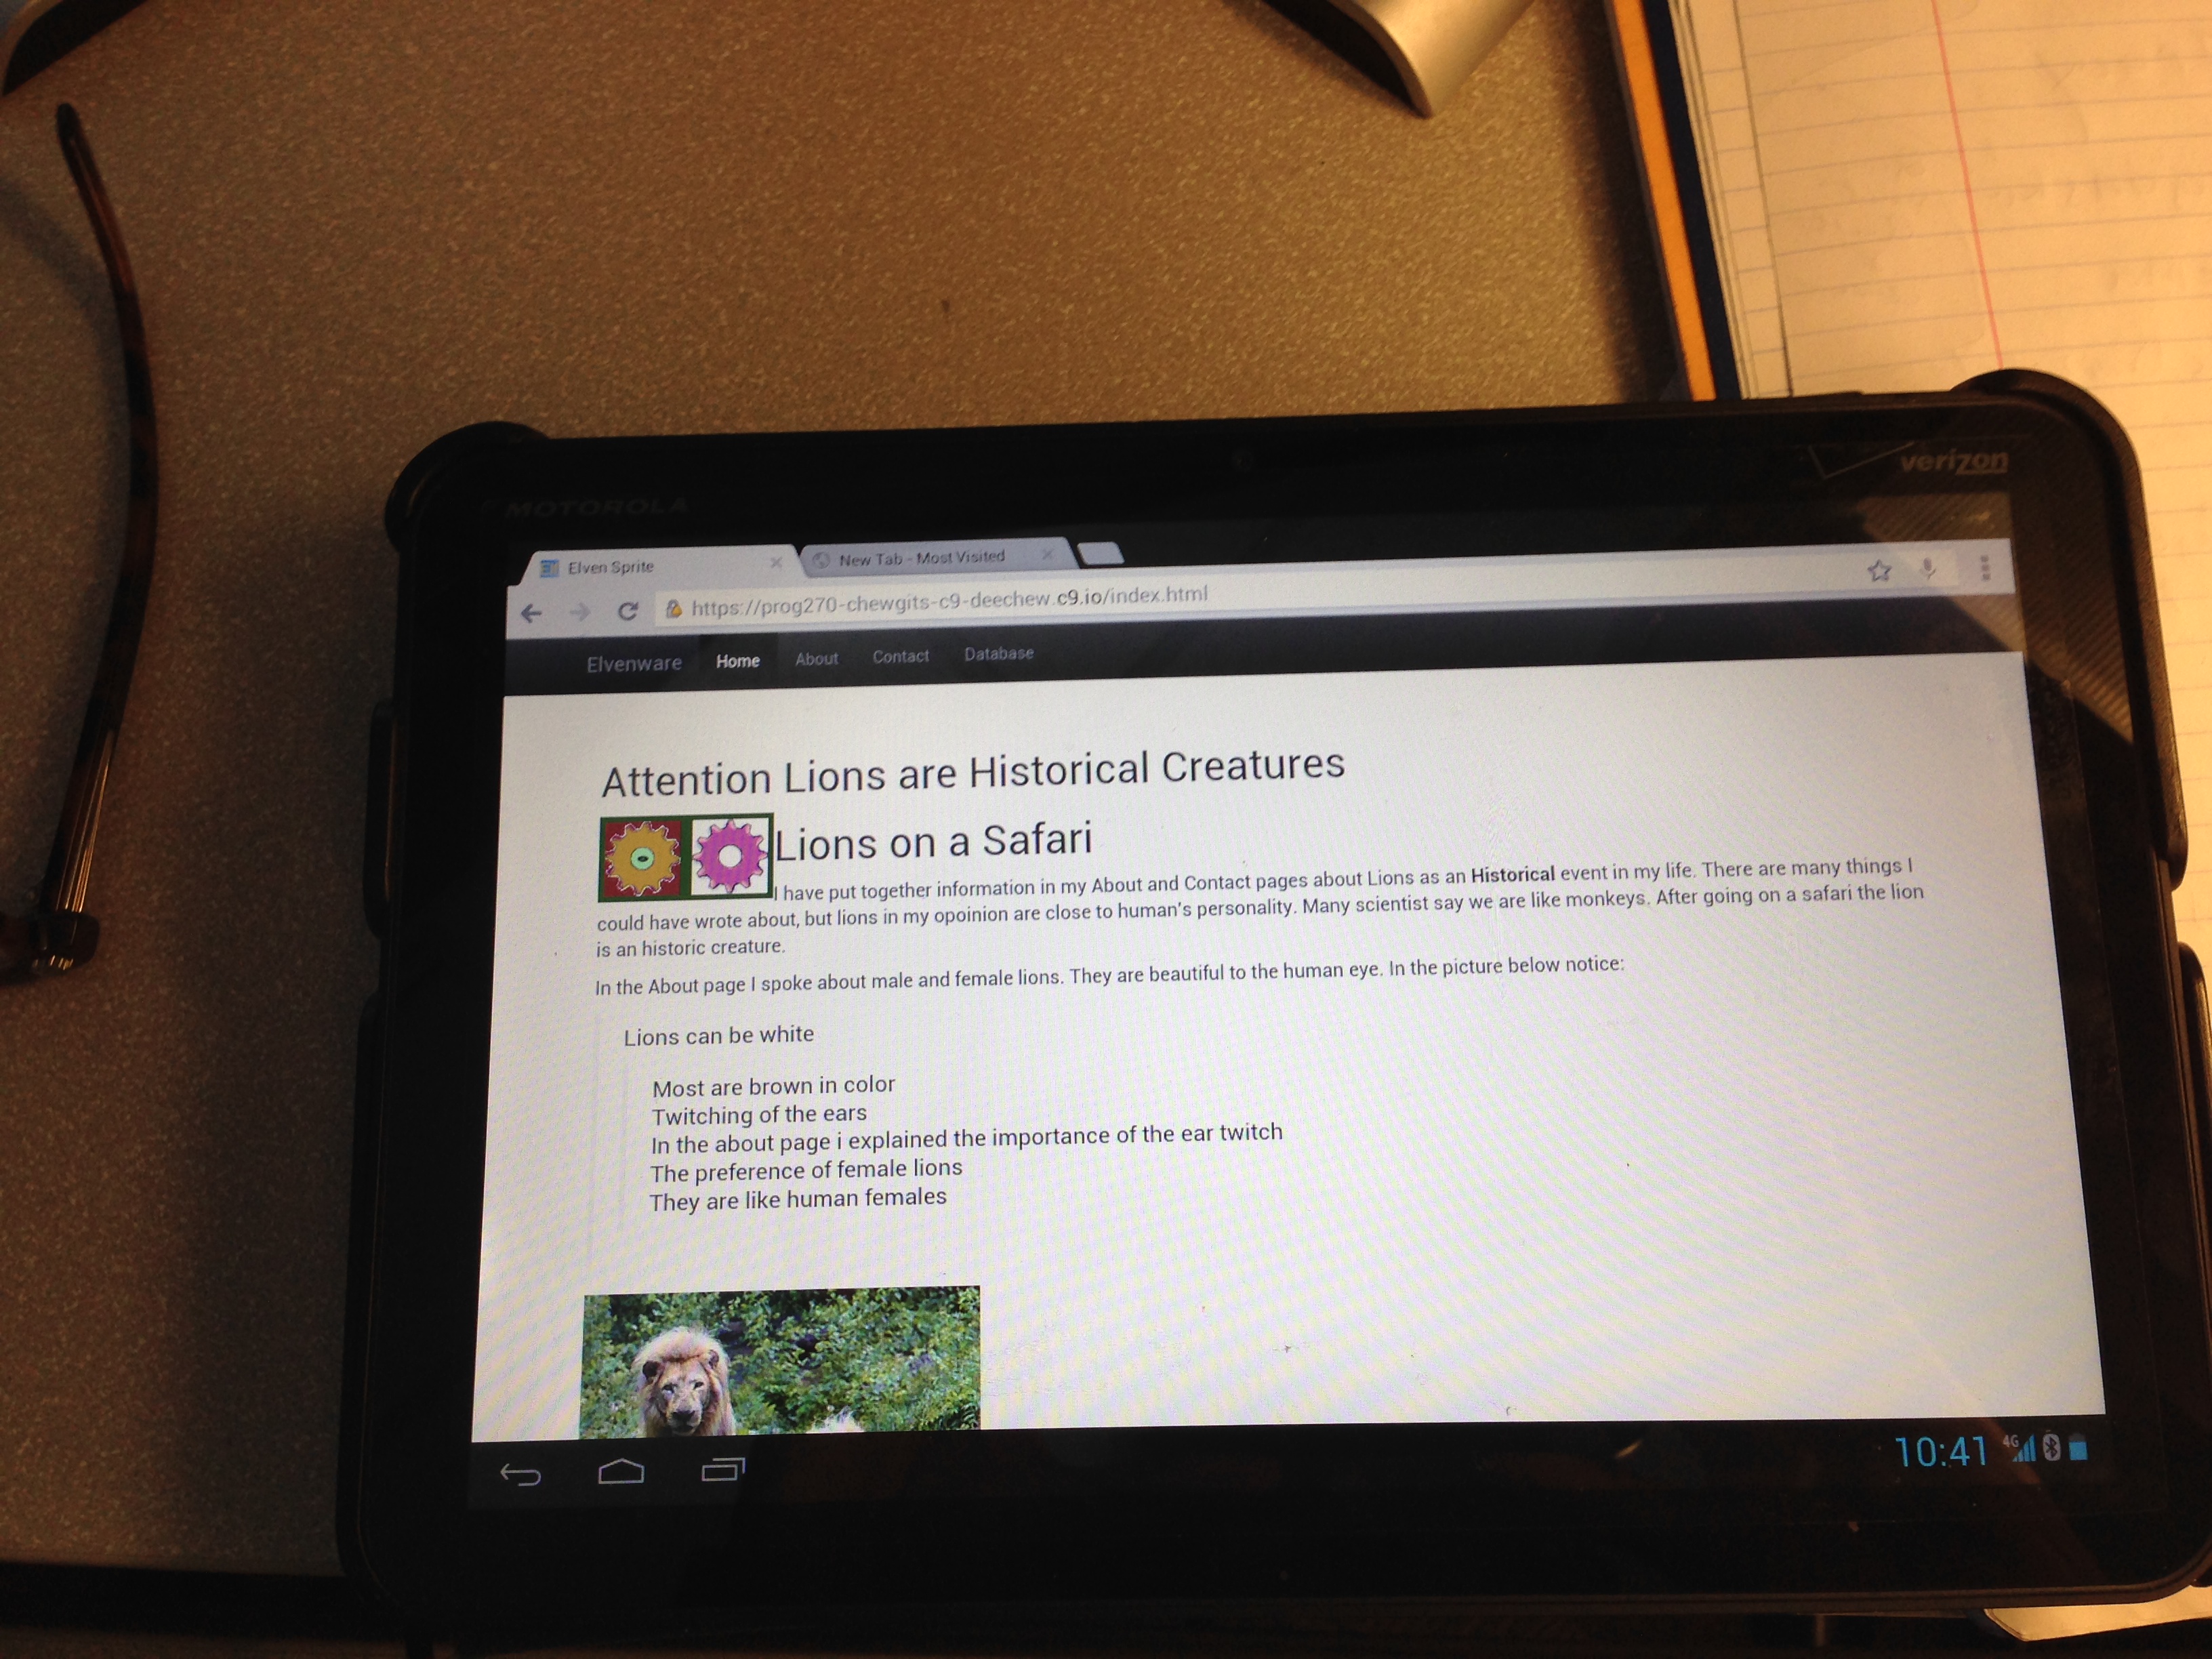 MOTOROLA
verizon
Elven Sprite
New Tab - Most Visited
https://prog270-chewgits-c9-deechew.c9.io/index.html
Elvenware Home About Contact Database
Attention Lions are Historical Creatures
Lions on a Safari
I have put together information in my About and Contact pages about Lions as an Historical event in my life. There are many things I
could have wrote about, but lions in my opoinion are close to human's personality. Many scientist say we are like monkeys. After going on a safari the lion
is an historic creature.
In the About page I spoke about male and female lions. They are beautiful to the human eye. In the picture below notice:
Lions can be white
Most are brown in color
Twitching of the ears
In the about page i explained the importance of the ear twitch
The preference of female lions
They are like human females
10:41 4G